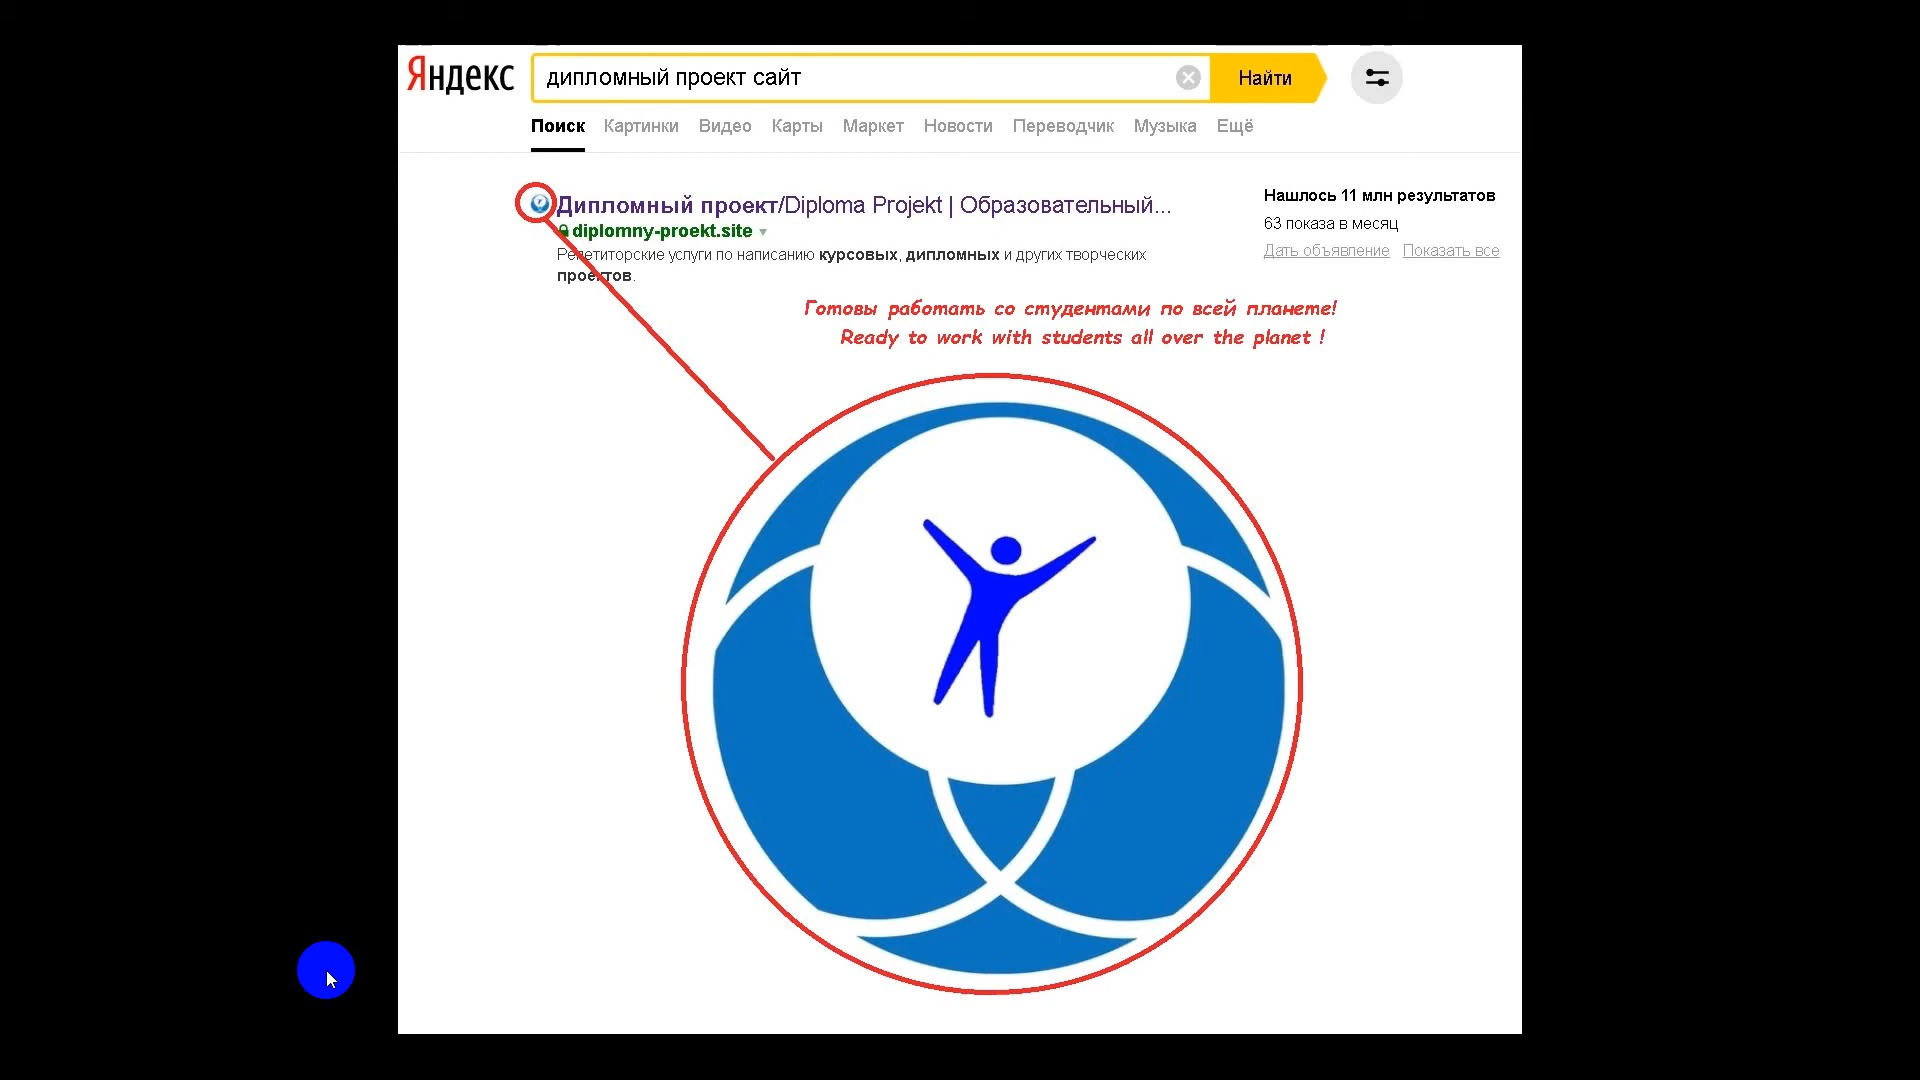 Яндекс
дипломный проект сайт
Найти
Поиск Картинки Видео Карты Маркет Новости Переводчик Музыка Ещё
Дипломный проект/Diploma Projekt | Образовательный...
diplomny-proekt.site
Репетиторские услуги по написанию курсовых, дипломных и других творческих
проектов.
Нашлось 11 млн результатов
63 показа в месяц
Дать объявление Показать все
Готовы работать со студентами по всей планете!
Ready to work with students all over the planet !